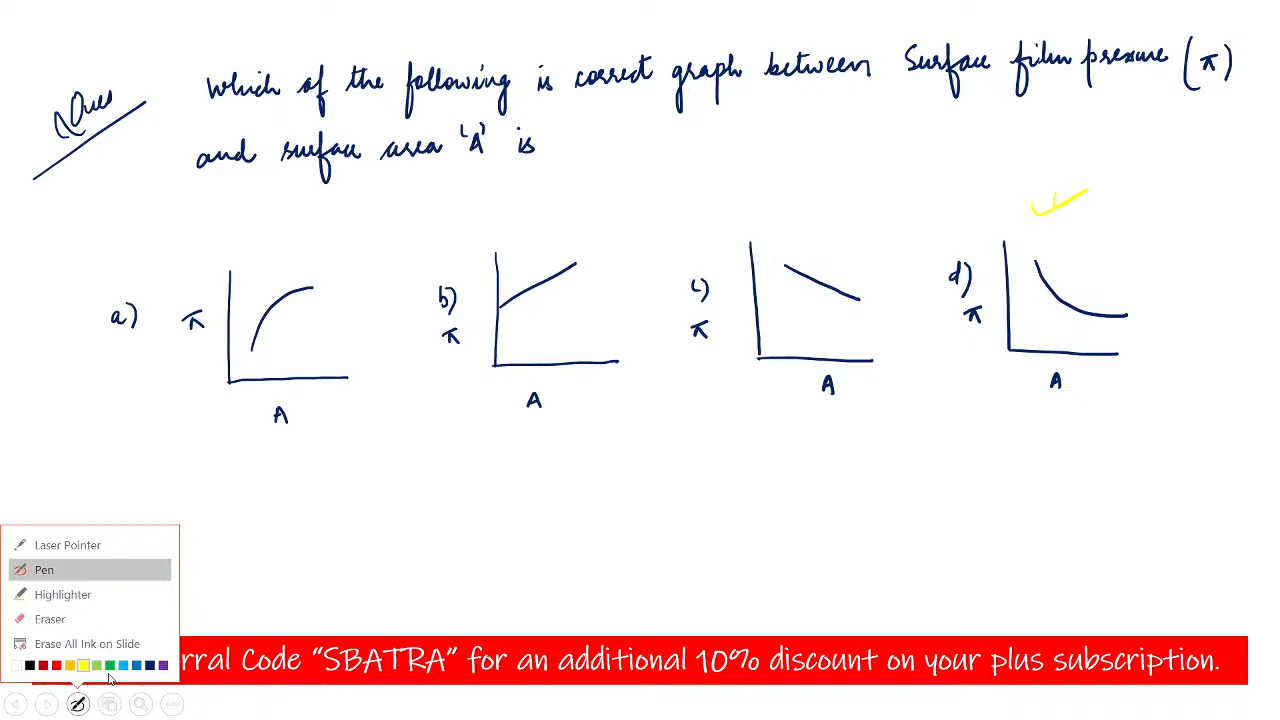 Ques
Which of the following is correct graph between Surface film pressure (π)
and surface area 'A' is
a) π A
b) π A
c) π A
d) π A
Laser Pointer
Pen
Highlighter
Eraser
Erase All Ink on Slide
rral Code "SBATRA" for an additional 10% discount on your plus subscription.